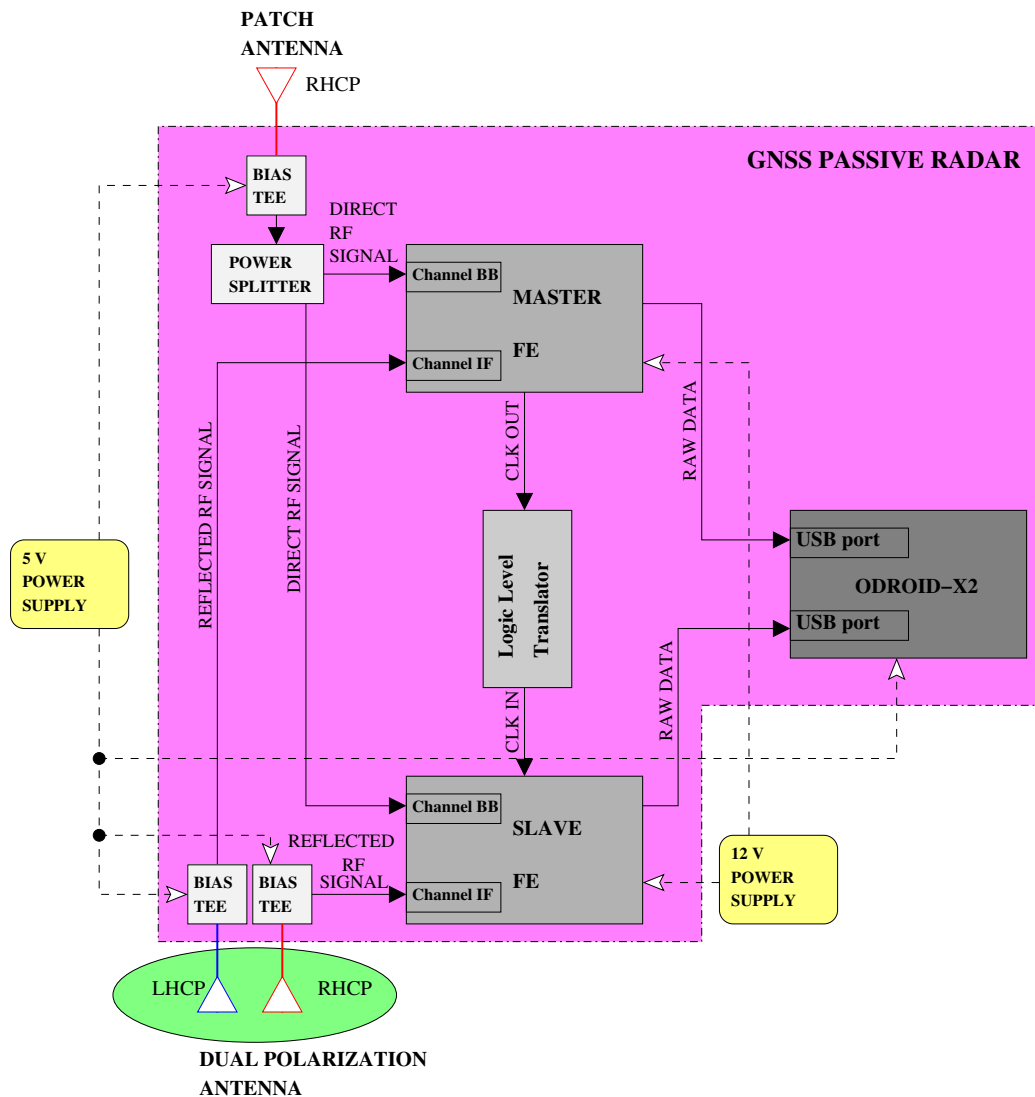 PATCH
ANTENNA
RHCP
GNSS PASSIVE RADAR
BIAS
TEE
DIRECT
RF
SIGNAL
POWER
SPLITTER
Channel BB
MASTER
FE
Channel IF
REFLECTED RF SIGNAL
DIRECT RF SIGNAL
CLK OUT
RAW DATA
Logic Level
Translator
5 V
POWER
SUPPLY
USB port
ODROID−X2
USB port
CLK IN
RAW DATA
Channel BB
SLAVE
FE
Channel IF
REFLECTED
RF
SIGNAL
BIAS
TEE
BIAS
TEE
12 V
POWER
SUPPLY
LHCP
RHCP
DUAL POLARIZATION
ANTENNA